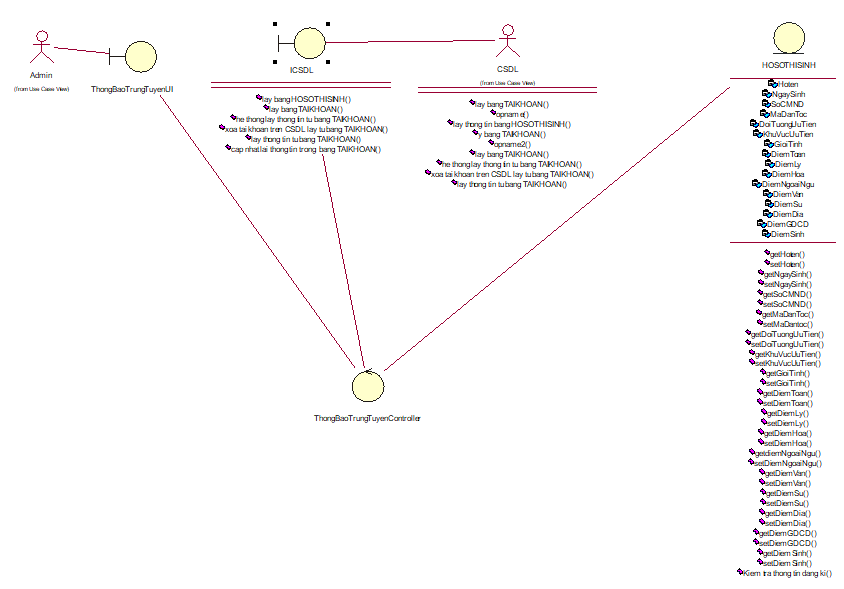 Admin
(from Use Case View)
ThongBaoTrungTuyenUI
ICSDL
lay bang HOSOTHISINH()
lay bang TAIKHOAN()
he thong lay thong tin tu bang TAIKHOAN()
xoa tai khoan tren CSDL lay tu bang TAIKHOAN()
lay thong tin tu bang TAIKHOAN()
cap nhat lai thong tin trong bang TAIKHOAN()
CSDL
(from Use Case View)
lay bang TAIKHOAN()
opname()
lay thong tin bang HOSOTHISINH()
y bang TAIKHOAN()
opname2()
lay bang TAIKHOAN()
he thong lay thong tin tu bang TAIKHOAN()
xoa tai khoan tren CSDL lay tu bang TAIKHOAN()
lay thong tin tu bang TAIKHOAN()
HOSOTHISINH
Hoten
NgaySinh
SoCMND
MaDanToc
DoiTuongUuTien
KhuVucUuTien
GioiTinh
DiemToan
DiemLy
DiemHoa
DiemNgoaiNgu
DiemVan
DiemSu
DiemDia
DiemGDCD
DiemSinh
getHoten()
setHoten()
getNgaySinh()
setNgaySinh()
getSoCMND()
setSoCMND()
getMaDanToc()
setMaDantoc()
getDoiTuongUuTien()
setDoiTuongUuTien()
getKhuVucUuTien()
setKhuVucUuTien()
getGioiTinh()
setGioiTinh()
getDiemToan()
setDiemToan()
getDiemLy()
setDiemLy()
getDiemHoa()
setDiemHoa()
getdiemNgoaiNgu()
setDiemNgoaiNgu()
getDiemVan()
setDiemVan()
getDiemSu()
setDiemSu()
getDiemDia()
setDiemDia()
getDiemGDCD()
setDiemGDCD()
getDiemSinh()
setDiemSinh()
Kiem tra thong tin dang ki()
ThongBaoTrungTuyenController